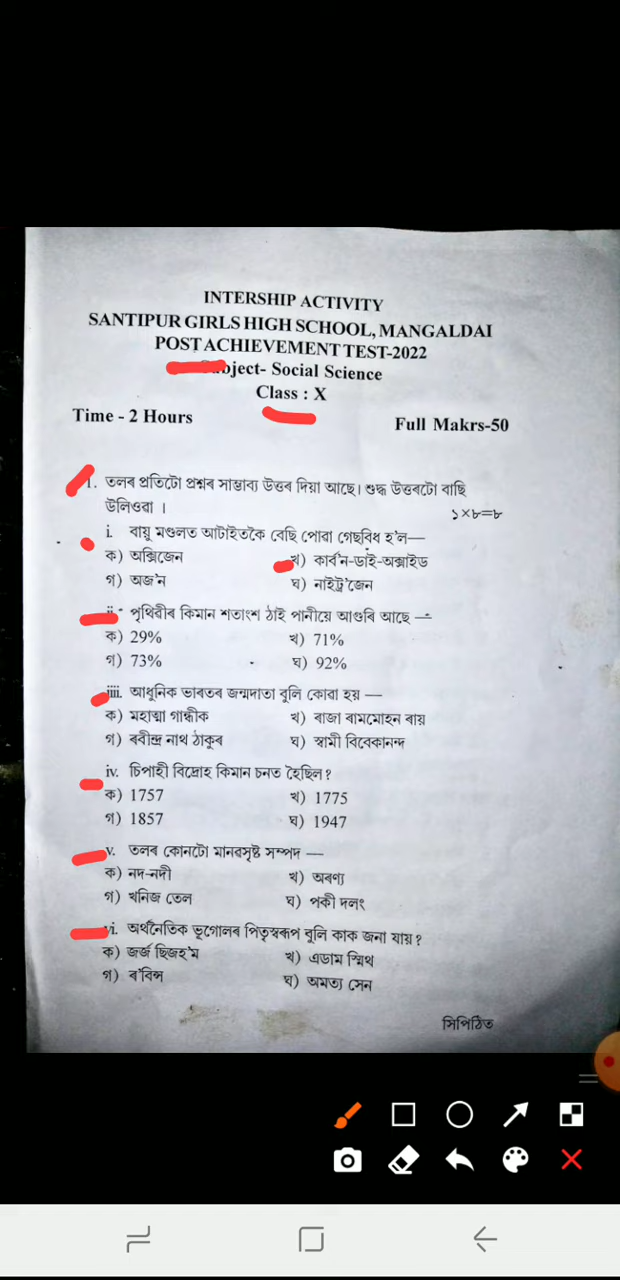 INTERSHIP ACTIVITY
SANTIPUR GIRLS HIGH SCHOOL, MANGALDAI
POST ACHIEVEMENT TEST-2022
bject- Social Science
Class : X
Time - 2 Hours Full Makrs-50
1. তলৰ প্ৰতিটো প্ৰশ্নৰ সাম্ভাব্য উত্তৰ দিয়া আছে। শুদ্ধ উত্তৰটো বাছি
উলিওৱা । ১×৮=৮
i. বায়ু মণ্ডলত আটাইতকৈ বেছি পোৱা গেছবিধ হ'ল—
ক) অক্সিজেন খ) কাৰ্বন-ডাই-অক্সাইড
গ) অজ'ন ঘ) নাইট্ৰ'জেন
ii পৃথিৱীৰ কিমান শতাংশ ঠাই পানীয়ে আগুৰি আছে —
ক) 29% খ) 71%
গ) 73% ঘ) 92%
iiii. আধুনিক ভাৰতৰ জন্মদাতা বুলি কোৱা হয় —
ক) মহাত্মা গান্ধীক খ) ৰাজা ৰামমোহন ৰায়
গ) ৰবীন্দ্ৰ নাথ ঠাকুৰ ঘ) স্বামী বিবেকানন্দ
iv. চিপাহী বিদ্ৰোহ কিমান চনত হৈছিল ?
ক) 1757 খ) 1775
গ) 1857 ঘ) 1947
v. তলৰ কোনটো মানৱসৃষ্ট সম্পদ —
ক) নদ-নদী খ) অৰণ্য
গ) খনিজ তেল ঘ) পকী দলং
vi. অৰ্থনৈতিক ভূগোলৰ পিতৃস্বৰূপ বুলি কাক জনা যায় ?
ক) জৰ্জ ছিজহ'ম খ) এডাম স্মিথ
গ) ৰ'বিন্স ঘ) অমত্য সেন
সিপিঠিত